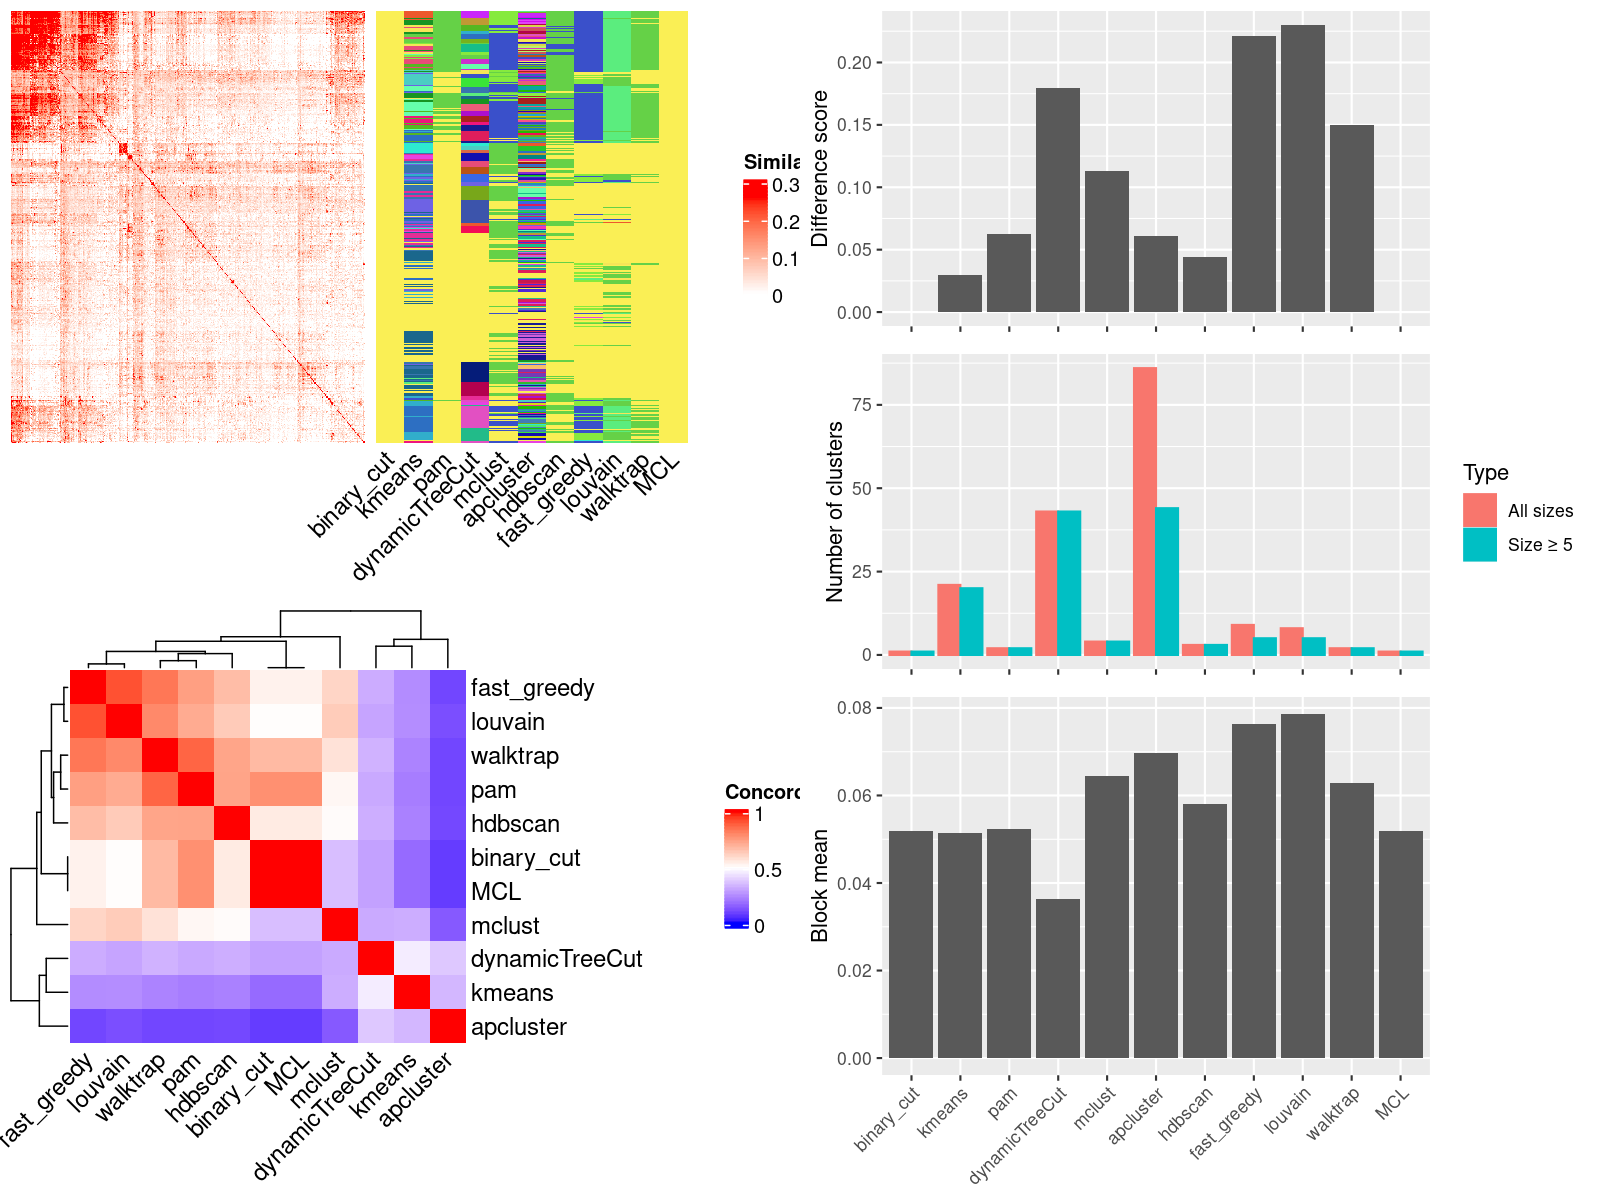 Simila
0.3
0.2
0.1
0
binary_cut
kmeans
pam
dynamicTreeCut
mclust
apcluster
hdbscan
fast_greedy
louvain
walktrap
MCL
Difference score
0.20
0.15
0.10
0.05
0.00
Number of clusters
75
50
25
0
Type
All sizes
Size ≥ 5
fast_greedy
louvain
walktrap
pam
hdbscan
binary_cut
MCL
mclust
dynamicTreeCut
kmeans
apcluster
fast_greedy
louvain
walktrap
pam
hdbscan
binary_cut
MCL
mclust
dynamicTreeCut
kmeans
apcluster
Concord
1
0.5
0
Block mean
0.08
0.06
0.04
0.02
0.00
binary_cut
kmeans
pam
dynamicTreeCut
mclust
apcluster
hdbscan
fast_greedy
louvain
walktrap
MCL